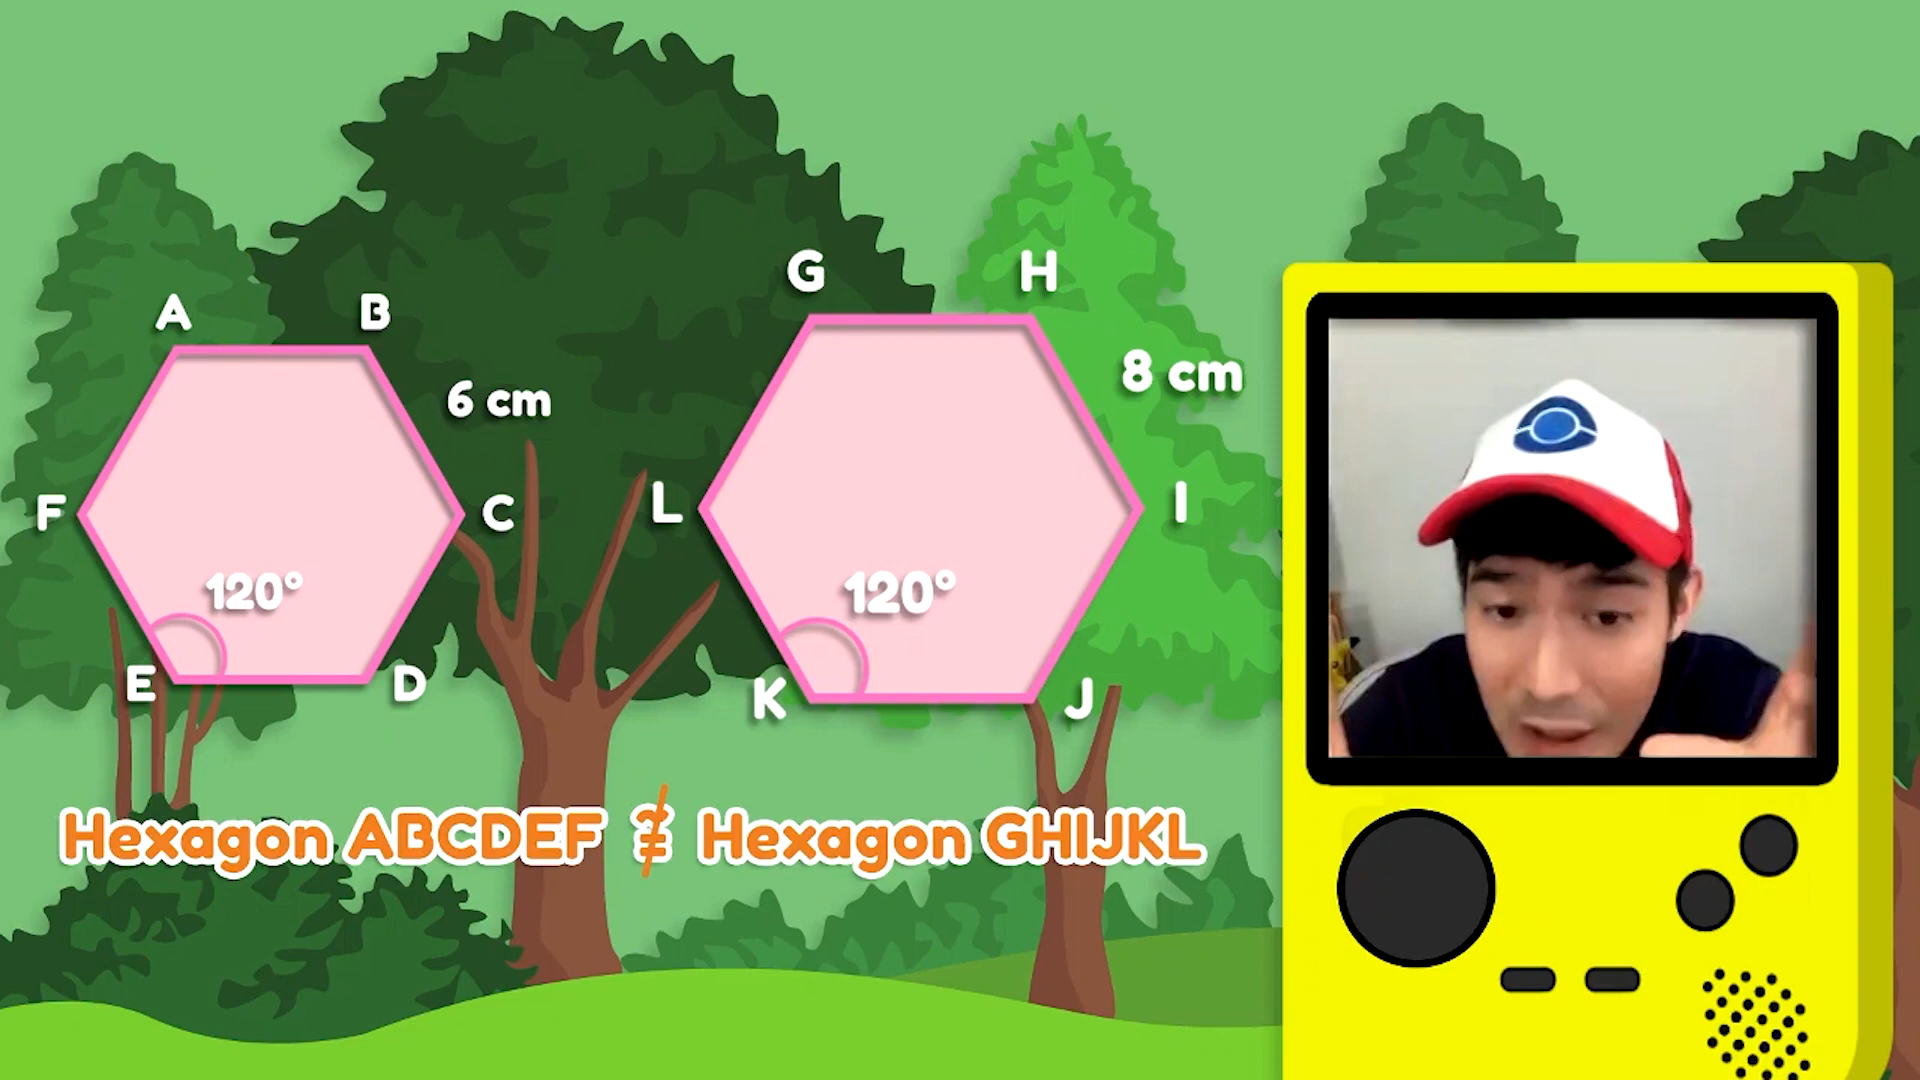 G H
A B
8 cm
6 cm
F C L I
120° 120°
E D K J
Hexagon ABCDEF ≇ Hexagon GHIJKL